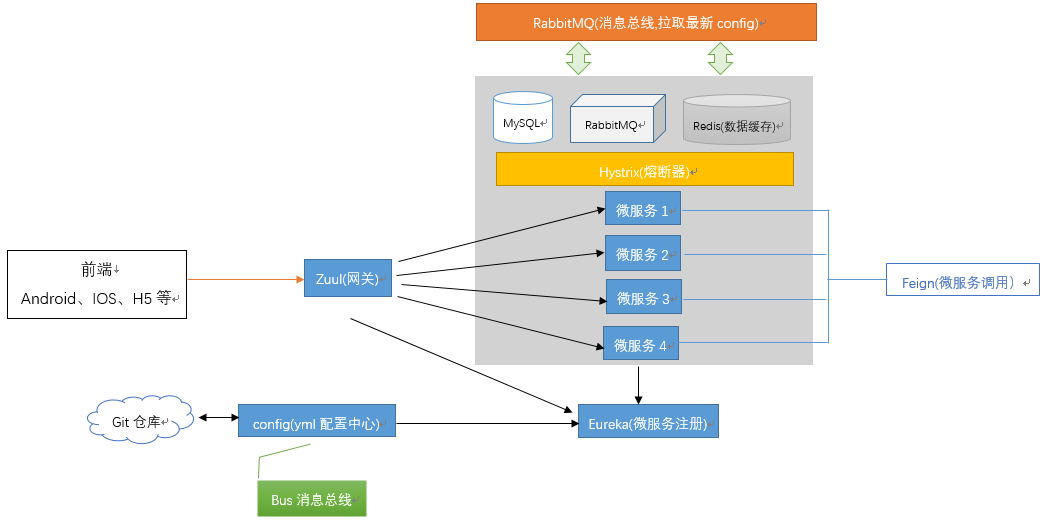 RabbitMQ(消息总线,拉取最新 config)
MySQL
RabbitMQ
Redis(数据缓存)
Hystrix(熔断器)
微服务 1
微服务 2
微服务 3
微服务 4
前端
Android、IOS、H5 等
Zuul(网关)
Feign(微服务调用）
Git 仓库
config(yml 配置中心)
Eureka(微服务注册)
Bus 消息总线